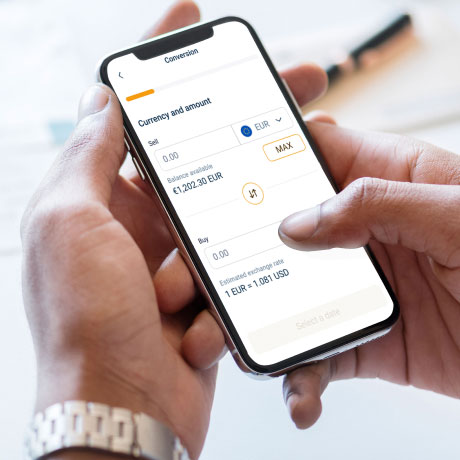 Conversion
Currency and amount
Sell
0.00
EUR
MAX
Balance available
€1,202.30 EUR
Buy
0.00
Estimated exchange rate
1 EUR = 1.081 USD
Select a date